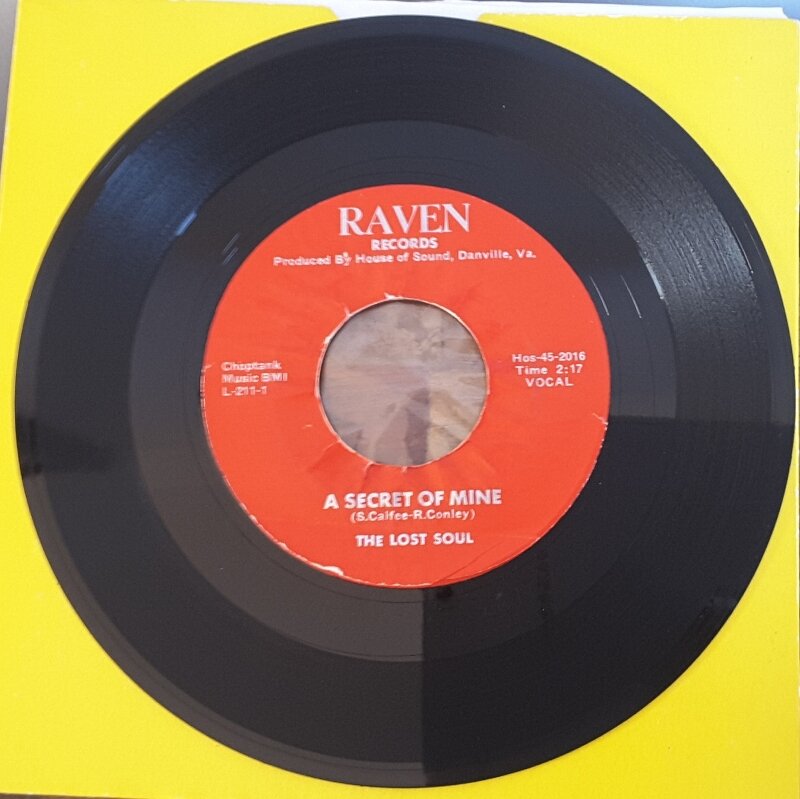 RAVEN
RECORDS
Produced By House of Sound, Danville, Va.
Choptank
Music BMI
L-211-1
Hos-45-2016
Time 2:17
VOCAL
A SECRET OF MINE
(S.Calfee-R.Conley)
THE LOST SOUL